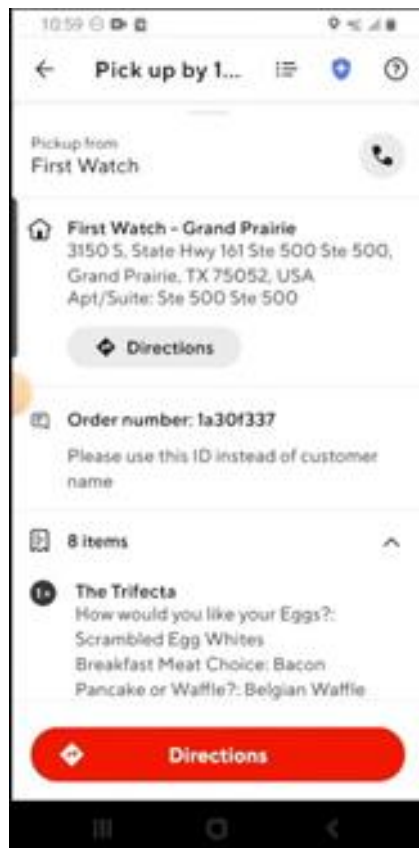 10:59
Pick up by 1...
Pickup from
First Watch
First Watch - Grand Prairie
3150 S. State Hwy 161 Ste 500 Ste 500,
Grand Prairie, TX 75052, USA
Apt/Suite: Ste 500 Ste 500
Directions
Order number: 1a30f337
Please use this ID instead of customer
name
8 items
1×
The Trifecta
How would you like your Eggs?:
Scrambled Egg Whites
Breakfast Meat Choice: Bacon
Pancake or Waffle?: Belgian Waffle
Directions